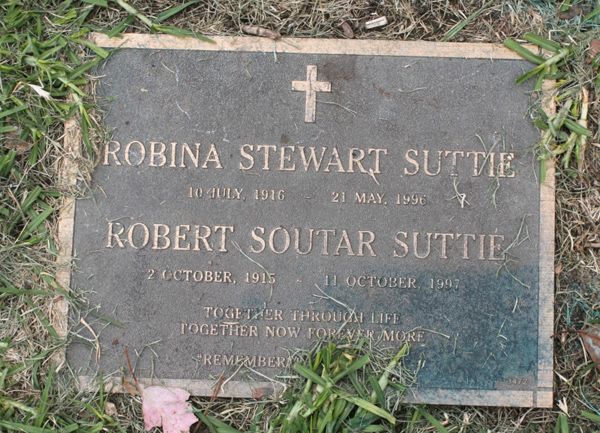 ROBINA STEWART SUTTIE
10 JULY, 1916 - 21 MAY, 1996
ROBERT SOUTAR SUTTIE
2 OCTOBER, 1915 - 11 OCTOBER, 1997
TOGETHER THROUGH LIFE
TOGETHER NOW FOREVER MORE
"REMEMBER